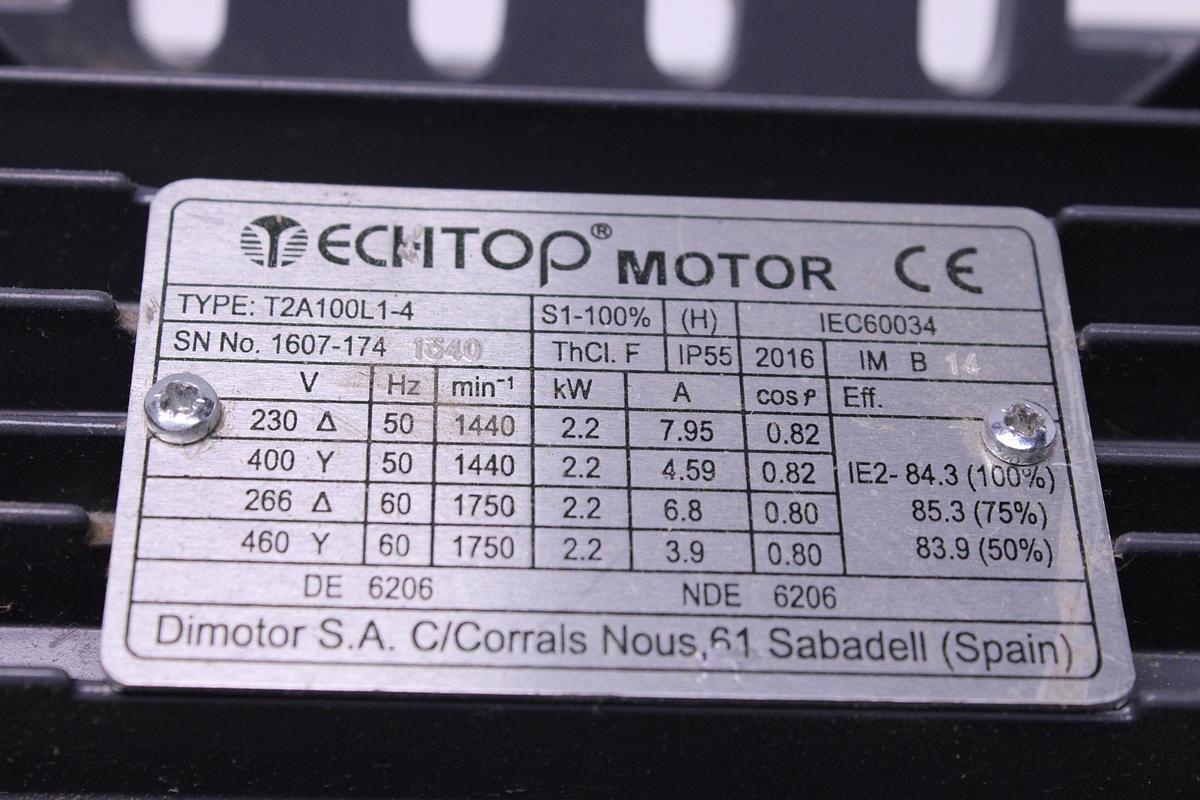 TECHTOP® MOTOR CE
TYPE: T2A100L1-4 S1-100% (H) IEC60034
SN No. 1607-174 1640 ThCl. F IP55 2016 IM B 14
V Hz min⁻¹ kW A cosρ Eff.
230 Δ 50 1440 2.2 7.95 0.82
400 Y 50 1440 2.2 4.59 0.82 IE2- 84.3 (100%)
266 Δ 60 1750 2.2 6.8 0.80 85.3 (75%)
460 Y 60 1750 2.2 3.9 0.80 83.9 (50%)
DE 6206 NDE 6206
Dimotor S.A. C/Corrals Nous,61 Sabadell (Spain)